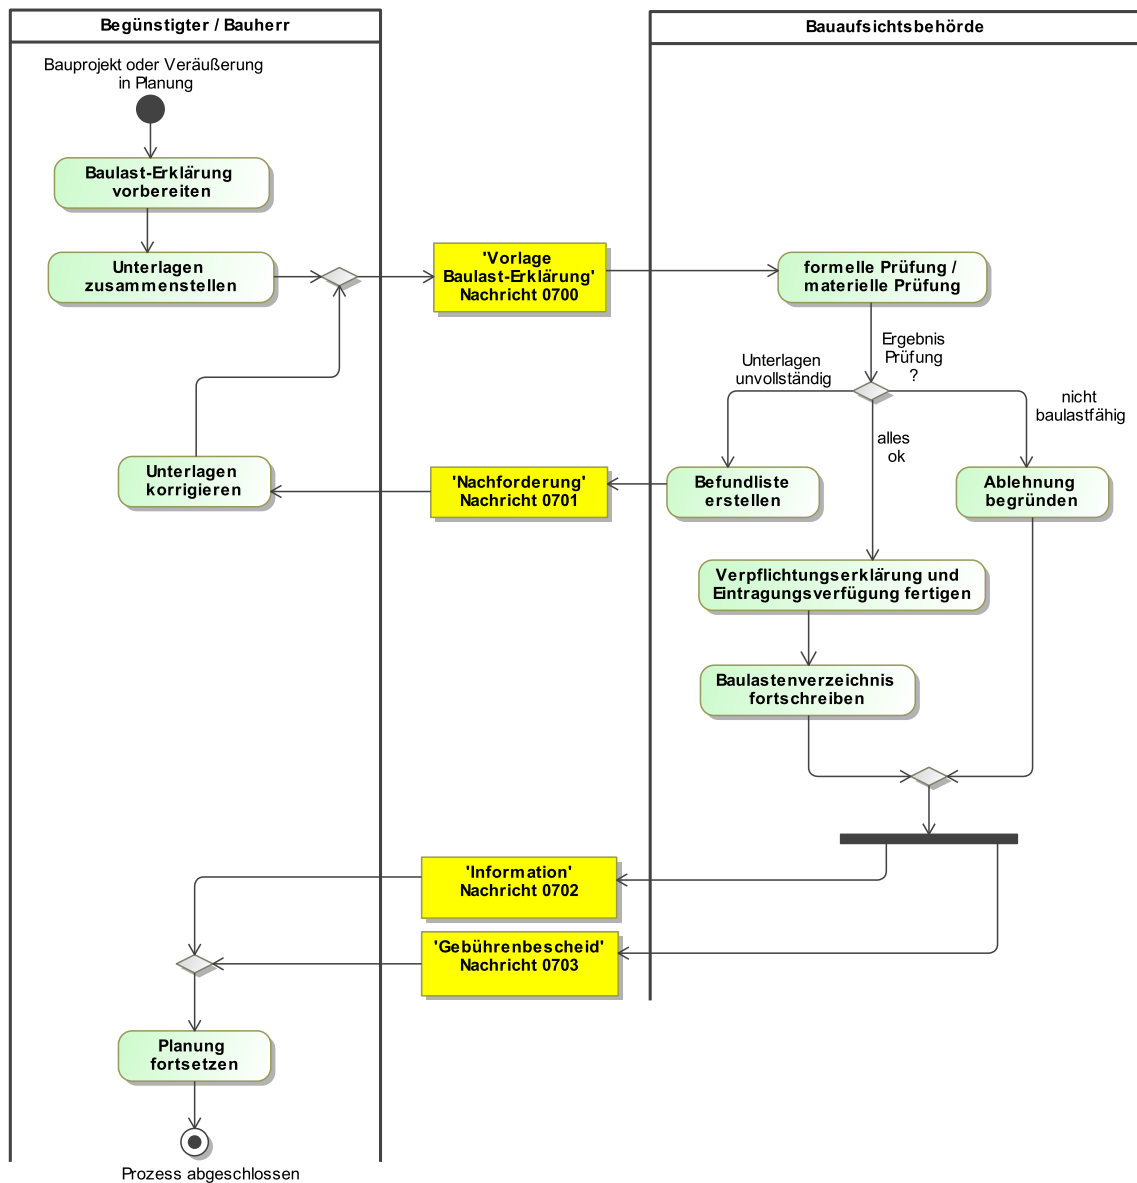 Begünstigter / Bauherr
Bauaufsichtsbehörde
Bauprojekt oder Veräußerung
in Planung
Baulast-Erklärung
vorbereiten
Unterlagen
zusammenstellen
'Vorlage
Baulast-Erklärung'
Nachricht 0700
formelle Prüfung /
materielle Prüfung
Ergebnis
Prüfung
?
Unterlagen
unvollständig
nicht
baulastfähig
alles
ok
Unterlagen
korrigieren
'Nachforderung'
Nachricht 0701
Befundliste
erstellen
Ablehnung
begründen
Verpflichtungserklärung und
Eintragungsverfügung fertigen
Baulastenverzeichnis
fortschreiben
'Information'
Nachricht 0702
'Gebührenbescheid'
Nachricht 0703
Planung
fortsetzen
Prozess abgeschlossen